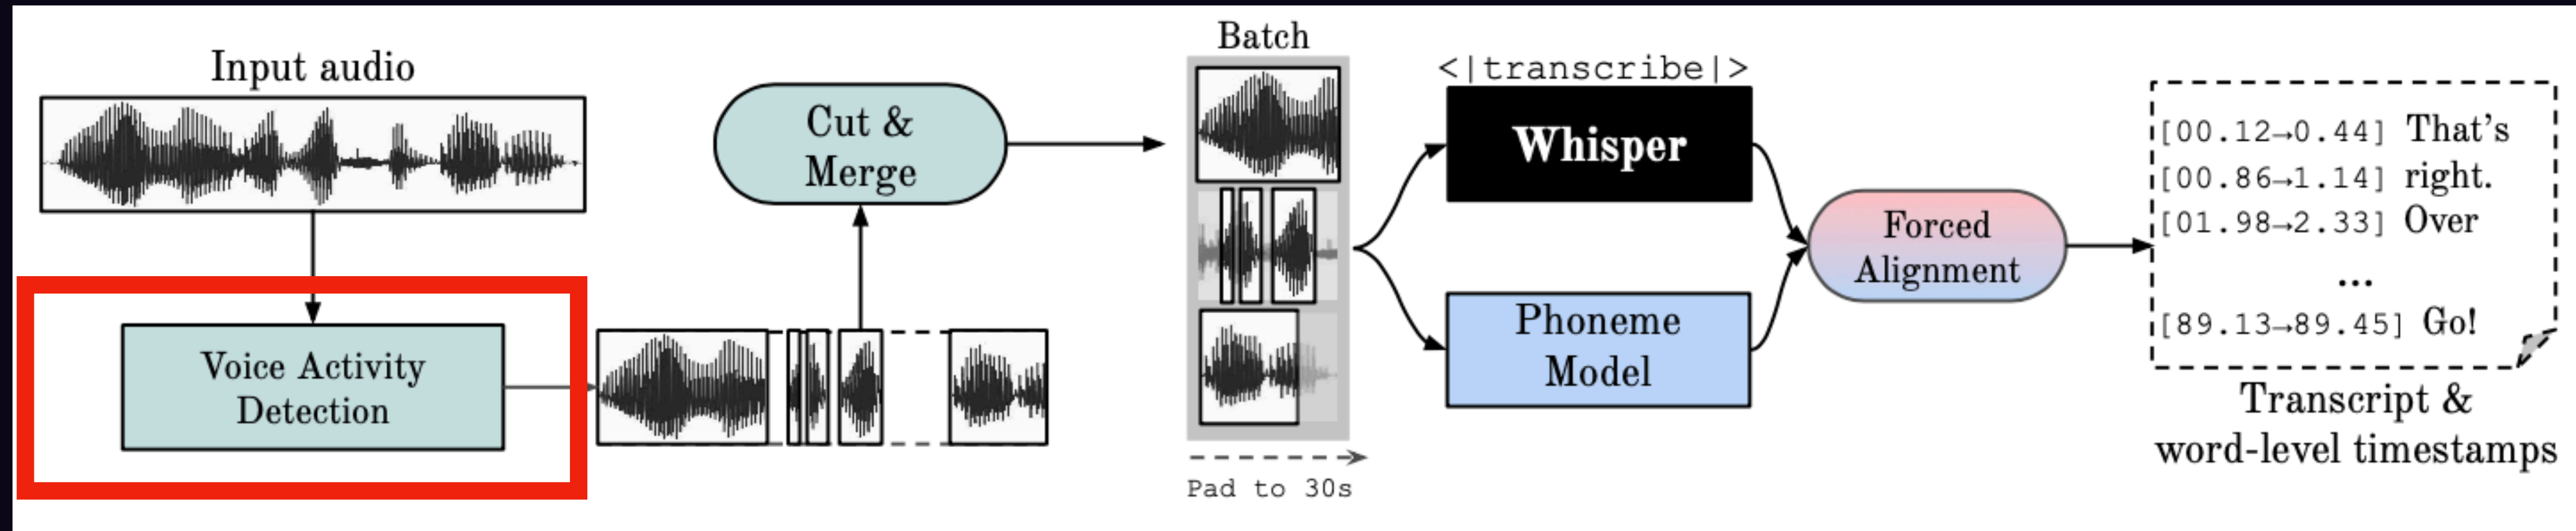 Input audio
Voice Activity
Detection
Cut &
Merge
Batch
Pad to 30s
<|transcribe|>
Whisper
Phoneme
Model
Forced
Alignment
[00.12→0.44] That's
[00.86→1.14] right.
[01.98→2.33] Over
...
[89.13→89.45] Go!
Transcript &
word-level timestamps